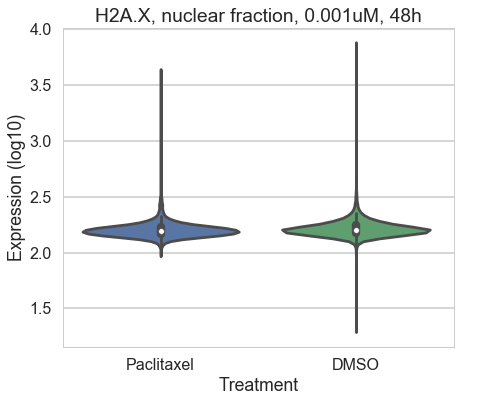 H2A.X, nuclear fraction, 0.001uM, 48h
4.0
3.5
3.0
2.5
2.0
1.5
Expression (log10)
Paclitaxel DMSO
Treatment